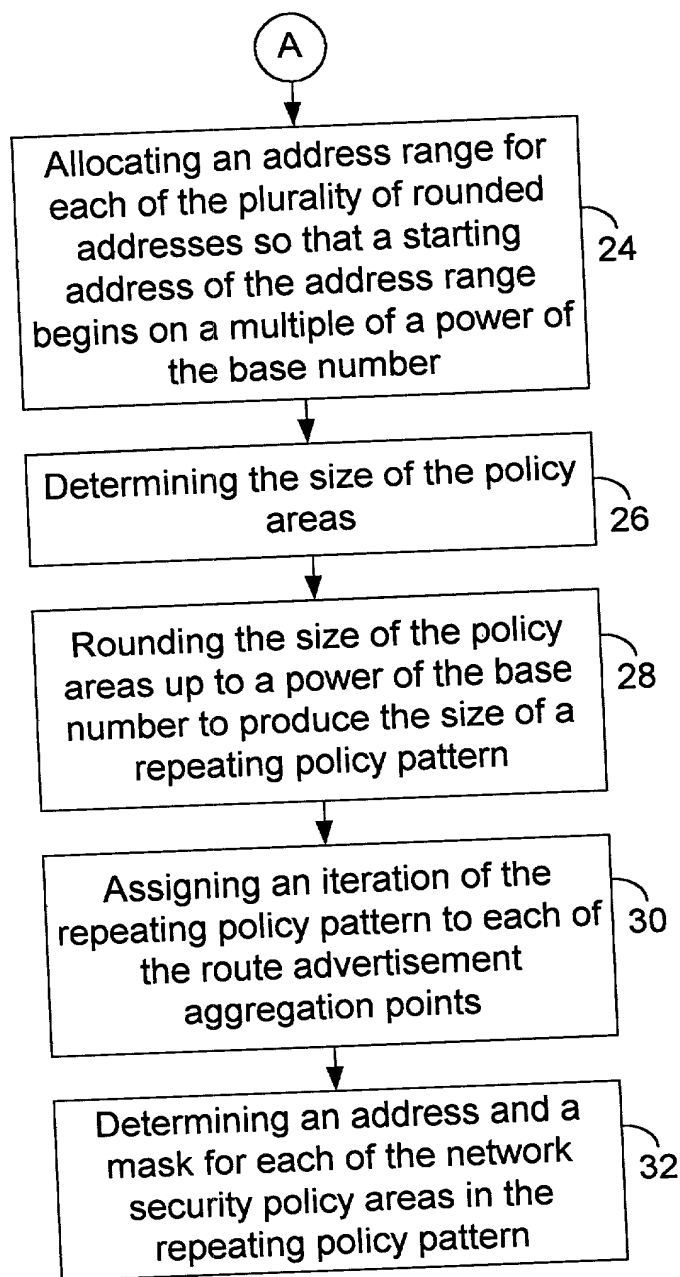 A
Allocating an address range for
each of the plurality of rounded
addresses so that a starting
address of the address range
begins on a multiple of a power of
the base number
24
Determining the size of the policy
areas
26
Rounding the size of the policy
areas up to a power of the base
number to produce the size of a
repeating policy pattern
28
Assigning an iteration of the
repeating policy pattern to each of
the route advertisement
aggregation points
30
Determining an address and a
mask for each of the network
security policy areas in the
repeating policy pattern
32